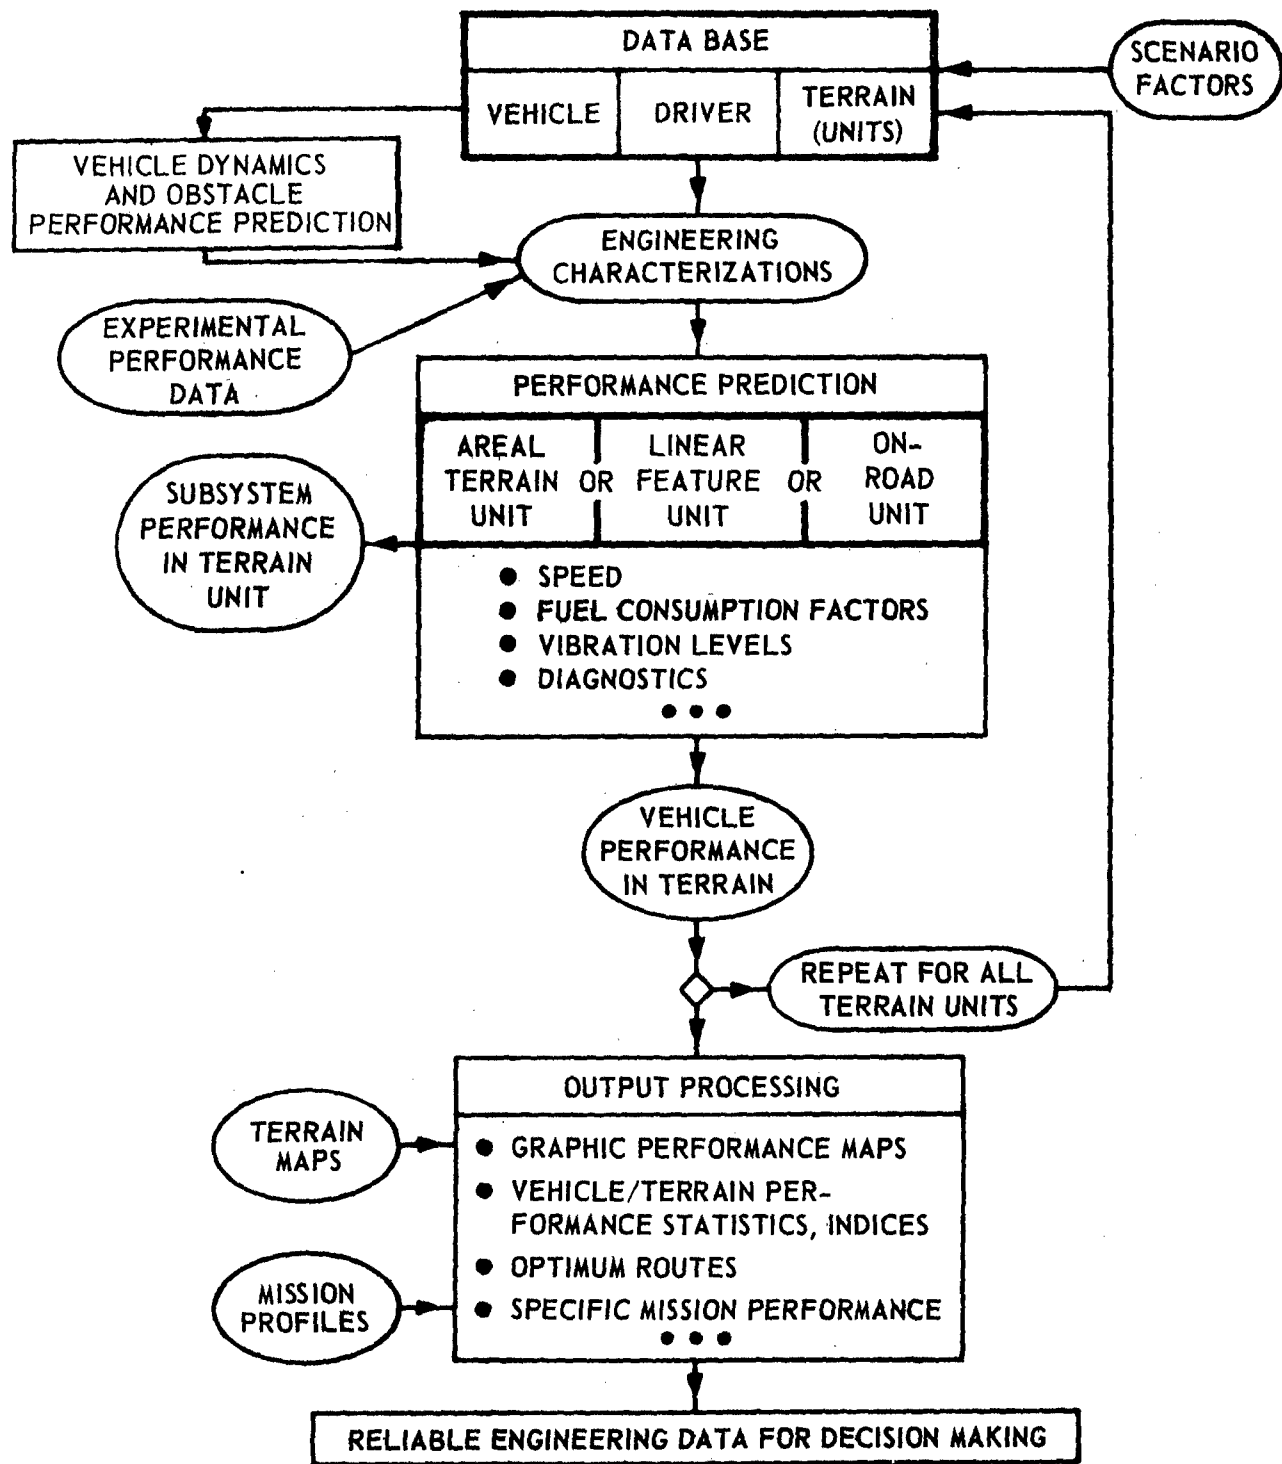 DATA BASE
VEHICLE
DRIVER
TERRAIN
(UNITS)
SCENARIO
FACTORS
VEHICLE DYNAMICS
AND OBSTACLE
PERFORMANCE PREDICTION
ENGINEERING
CHARACTERIZATIONS
EXPERIMENTAL
PERFORMANCE
DATA
PERFORMANCE PREDICTION
AREAL
TERRAIN
UNIT
OR
LINEAR
FEATURE
UNIT
OR
ON-
ROAD
UNIT
SUBSYSTEM
PERFORMANCE
IN TERRAIN
UNIT
● SPEED
● FUEL CONSUMPTION FACTORS
● VIBRATION LEVELS
● DIAGNOSTICS
● ● ●
VEHICLE
PERFORMANCE
IN TERRAIN
REPEAT FOR ALL
TERRAIN UNITS
OUTPUT PROCESSING
TERRAIN
MAPS
● GRAPHIC PERFORMANCE MAPS
● VEHICLE/TERRAIN PER-
FORMANCE STATISTICS, INDICES
● OPTIMUM ROUTES
● SPECIFIC MISSION PERFORMANCE
● ● ●
MISSION
PROFILES
RELIABLE ENGINEERING DATA FOR DECISION MAKING